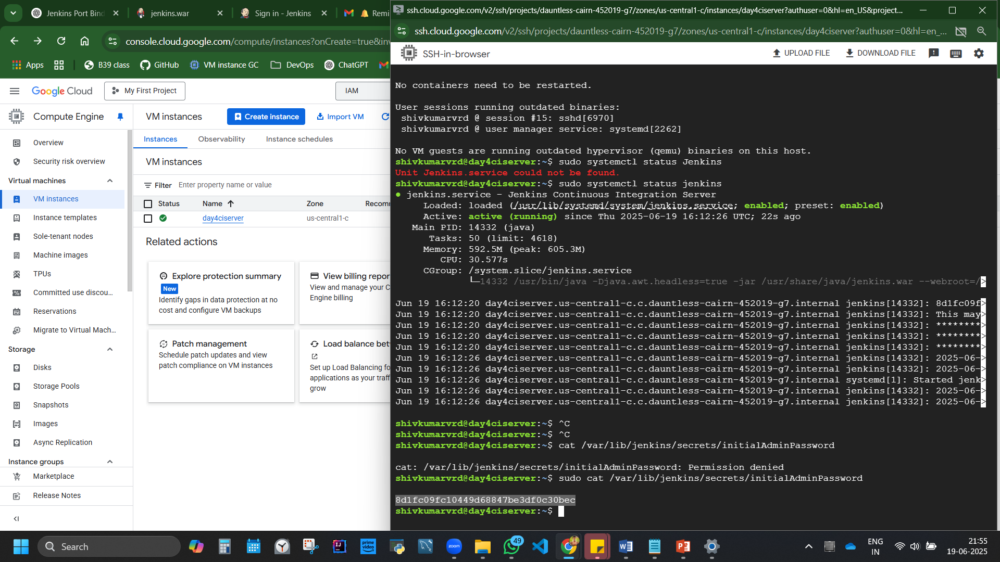 Jenkins Port Bind
jenkins.war
Sign in - Jenkins
Remi
console.cloud.google.com/compute/instances?onCreate=true&inv
Apps
B39 class
GitHub
VM instance GC
DevOps
ChatGPT
Google Cloud
My First Project
IAM
Compute Engine
Overview
Security risk overview
Virtual machines
VM instances
Instance templates
Sole-tenant nodes
Machine images
TPUs
Committed use discou...
Reservations
Migrate to Virtual Mach...
Storage
Disks
Storage Pools
Snapshots
Images
Async Replication
Instance groups
Marketplace
Release Notes
VM instances
Create instance
Import VM
Instances
Observability
Instance schedules
VM instances
Filter Enter property name or value
Status Name Zone Recomm
day4ciserver us-central1-c
Related actions
Explore protection summary
New
Identify gaps in data protection at no
cost and configure VM backups
View billing repor
View and manage your C
Engine billing
Patch management
Schedule patch updates and view
patch compliance on VM instances
Load balance betw
Set up Load Balancing fo
applications as your traff
grow
ssh.cloud.google.com/v2/ssh/projects/dauntless-cairn-452019-g7/zones/us-central1-c/instances/day4ciserver?authuser=0&hl=en_US&project...
ssh.cloud.google.com/v2/ssh/projects/dauntless-cairn-452019-g7/zones/us-central1-c/instances/day4ciserver?authuser=0&hl=en_...
SSH-in-browser
UPLOAD FILE
DOWNLOAD FILE
No containers need to be restarted.
User sessions running outdated binaries:
shivkumarvrd @ session #15: sshd[6970]
shivkumarvrd @ user manager service: systemd[2262]
No VM guests are running outdated hypervisor (qemu) binaries on this host.
shivkumarvrd@day4ciserver:~$ sudo systemctl status Jenkins
Unit Jenkins.service could not be found.
shivkumarvrd@day4ciserver:~$ sudo systemctl status jenkins
● jenkins.service - Jenkins Continuous Integration Server
Loaded: loaded (/usr/lib/systemd/system/jenkins.service; enabled; preset: enabled)
Active: active (running) since Thu 2025-06-19 16:12:26 UTC; 22s ago
Main PID: 14332 (java)
Tasks: 50 (limit: 4618)
Memory: 592.5M (peak: 605.3M)
CPU: 30.577s
CGroup: /system.slice/jenkins.service
└─14332 /usr/bin/java -Djava.awt.headless=true -jar /usr/share/java/jenkins.war --webroot=/>
Jun 19 16:12:20 day4ciserver.us-central1-c.c.dauntless-cairn-452019-g7.internal jenkins[14332]: 8d1fc09f>
Jun 19 16:12:20 day4ciserver.us-central1-c.c.dauntless-cairn-452019-g7.internal jenkins[14332]: This may>
Jun 19 16:12:20 day4ciserver.us-central1-c.c.dauntless-cairn-452019-g7.internal jenkins[14332]: ********>
Jun 19 16:12:20 day4ciserver.us-central1-c.c.dauntless-cairn-452019-g7.internal jenkins[14332]: ********>
Jun 19 16:12:20 day4ciserver.us-central1-c.c.dauntless-cairn-452019-g7.internal jenkins[14332]: ********>
Jun 19 16:12:26 day4ciserver.us-central1-c.c.dauntless-cairn-452019-g7.internal jenkins[14332]: 2025-06->
Jun 19 16:12:26 day4ciserver.us-central1-c.c.dauntless-cairn-452019-g7.internal jenkins[14332]: 2025-06->
Jun 19 16:12:26 day4ciserver.us-central1-c.c.dauntless-cairn-452019-g7.internal systemd[1]: Started jenk>
Jun 19 16:12:26 day4ciserver.us-central1-c.c.dauntless-cairn-452019-g7.internal jenkins[14332]: 2025-06->
Jun 19 16:12:26 day4ciserver.us-central1-c.c.dauntless-cairn-452019-g7.internal jenkins[14332]: 2025-06->
shivkumarvrd@day4ciserver:~$ ^C
shivkumarvrd@day4ciserver:~$ ^C
shivkumarvrd@day4ciserver:~$ cat /var/lib/jenkins/secrets/initialAdminPassword
cat: /var/lib/jenkins/secrets/initialAdminPassword: Permission denied
shivkumarvrd@day4ciserver:~$ sudo cat /var/lib/jenkins/secrets/initialAdminPassword
8d1fc09fc10449d68847be3df0c30bec
shivkumarvrd@day4ciserver:~$
Search
prime video
zoom
49
ENG
IN
21:55
19-06-2025